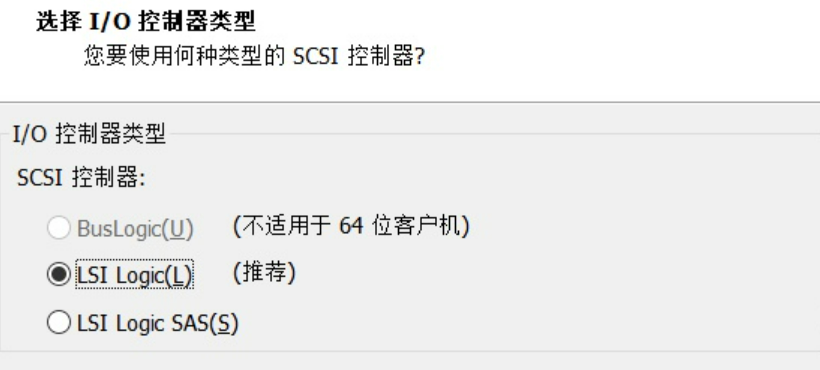 选择 I/O 控制器类型
您要使用何种类型的 SCSI 控制器?
I/O 控制器类型
SCSI 控制器:
BusLogic(U) (不适用于 64 位客户机)
LSI Logic(L) (推荐)
LSI Logic SAS(S)